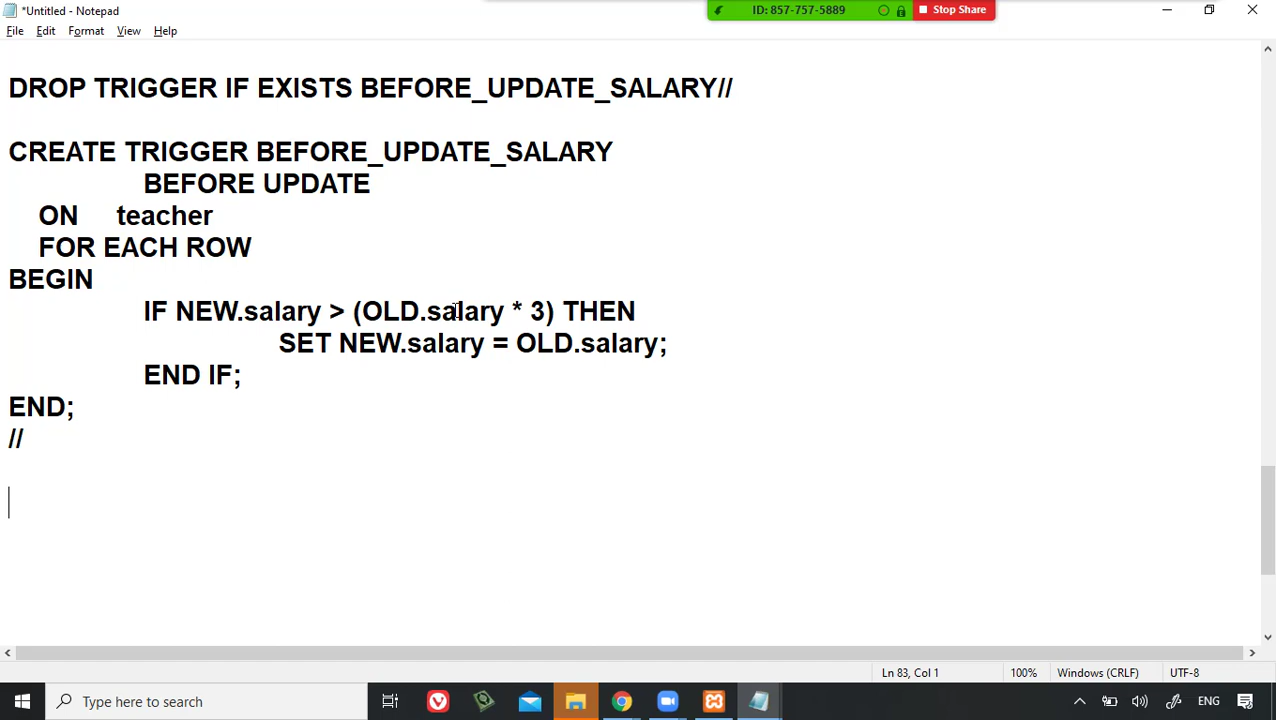 *Untitled - Notepad
ID: 857-757-5889
Stop Share
File Edit Format View Help
DROP TRIGGER IF EXISTS BEFORE_UPDATE_SALARY//
CREATE TRIGGER BEFORE_UPDATE_SALARY
BEFORE UPDATE
ON teacher
FOR EACH ROW
BEGIN
IF NEW.salary > (OLD.salary * 3) THEN
SET NEW.salary = OLD.salary;
END IF;
END;
//
Ln 83, Col 1 100% Windows (CRLF) UTF-8
Type here to search
ENG